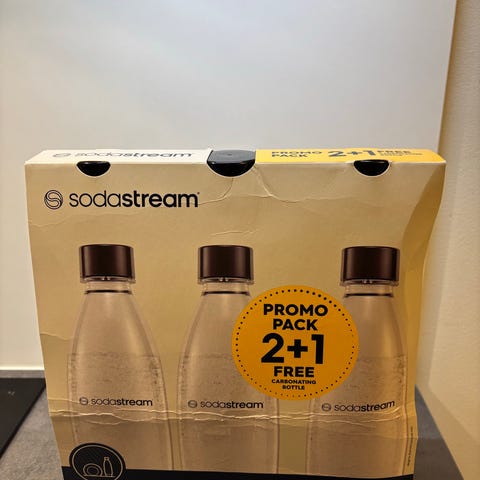 sodastream
PROMO
PACK
2+1
FREE
sodastream
PROMO
PACK
2+1
FREE
CARBONATING
BOTTLE
sodastream
sodastream
sodastream